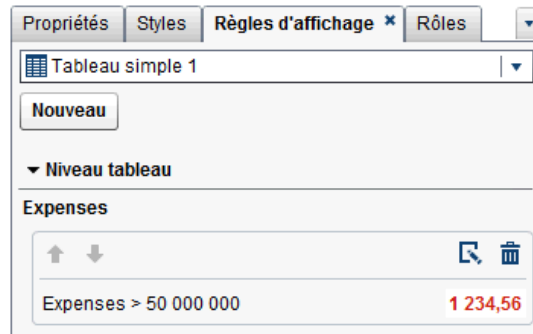 Propriétés Styles Règles d'affichage Rôles
Tableau simple 1
Nouveau
Niveau tableau
Expenses
Expenses > 50 000 000 1 234,56